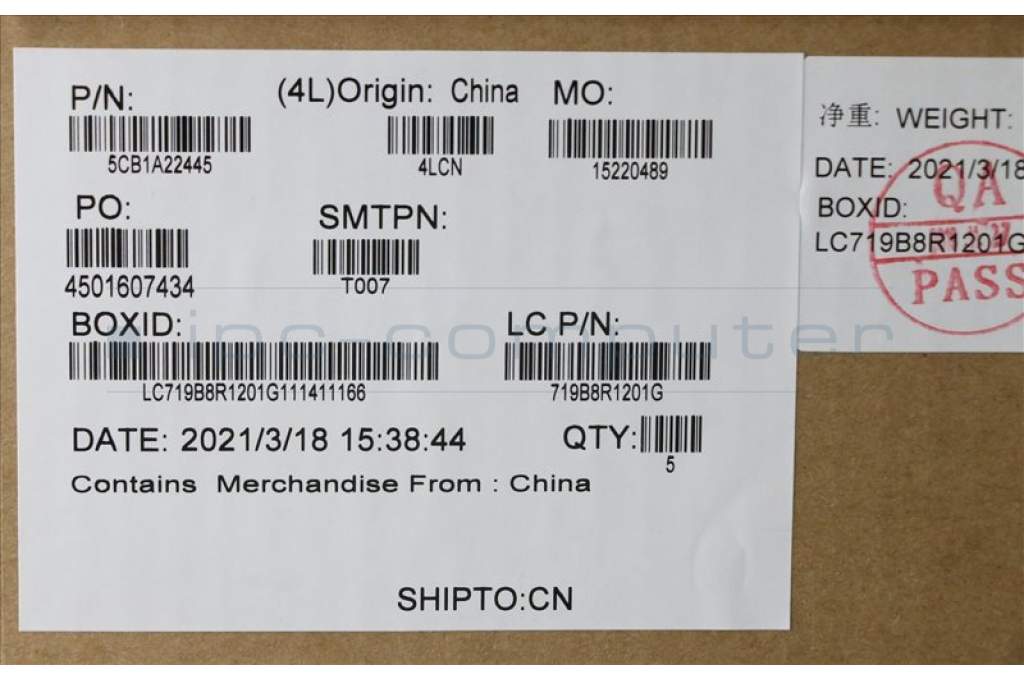 P/N: (4L)Origin: China MO:
5CB1A22445 4LCN 15220489
PO: SMTPN:
4501607434 T007
BOXID: LC P/N:
ipc-computer
LC719B8R1201G111411166 719B8R1201G
DATE: 2021/3/18 15:38:44 QTY:
5
Contains Merchandise From : China
SHIPTO:CN
净重: WEIGHT:
DATE: 2021/3/18
QA
BOXID:
LC719B8R1201G
PASS